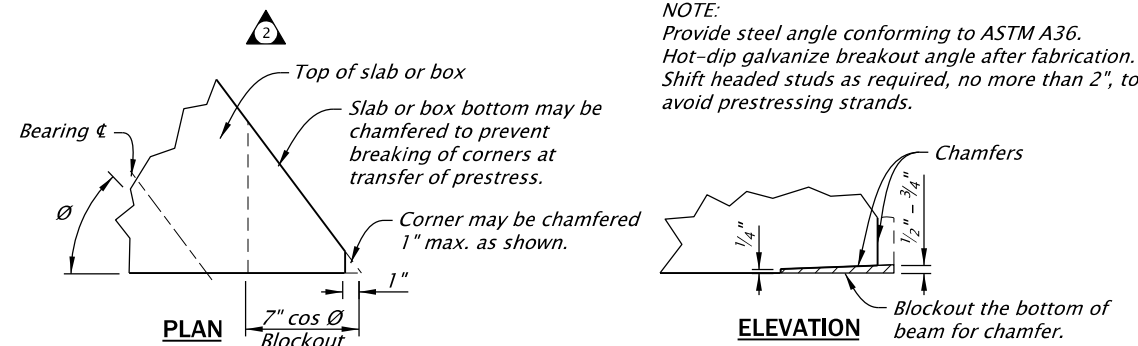 2
Top of slab or box
Slab or box bottom may be
chamfered to prevent
breaking of corners at
transfer of prestress.
Bearing ℄
Ø
Corner may be chamfered
1" max. as shown.
1"
7" cos Ø
Blockout
PLAN
NOTE:
Provide steel angle conforming to ASTM A36.
Hot-dip galvanize breakout angle after fabrication.
Shift headed studs as required, no more than 2", to
avoid prestressing strands.
Chamfers
1/4"
1/2" - 3/4"
Blockout the bottom of
beam for chamfer.
ELEVATION